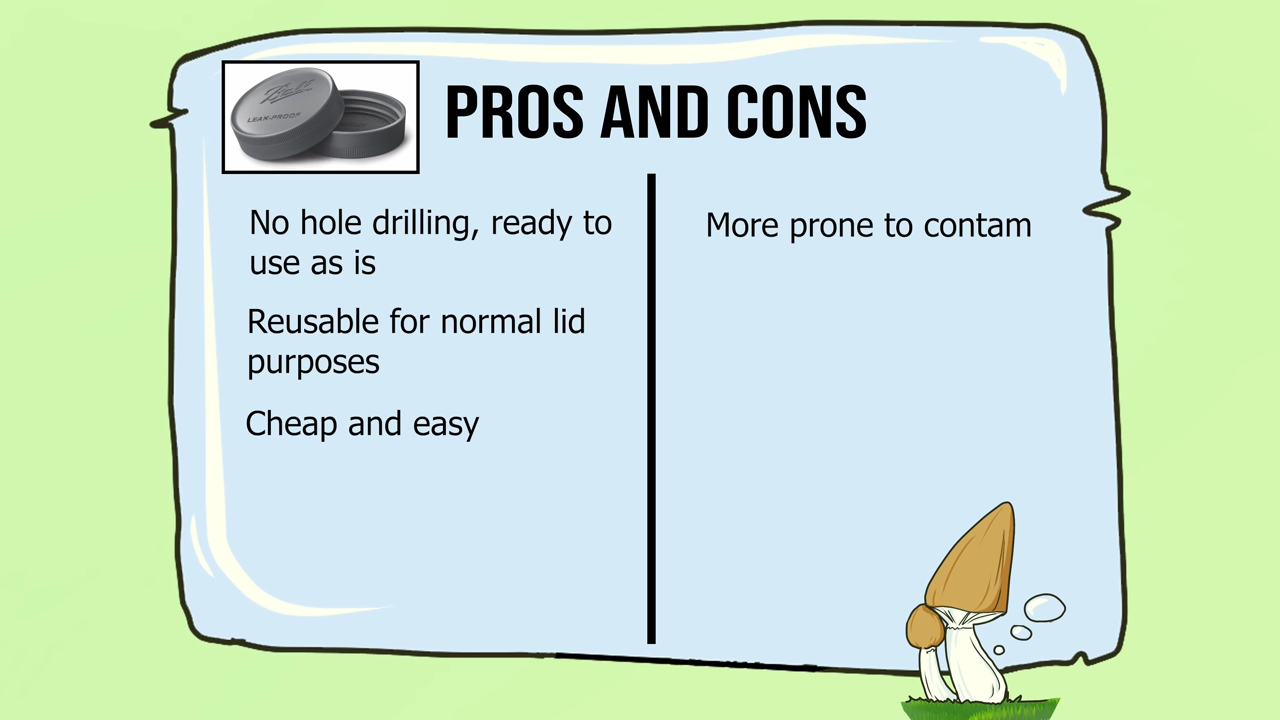 Ball
LEAK-PROOF
PROS AND CONS
No hole drilling, ready to
use as is
Reusable for normal lid
purposes
Cheap and easy
More prone to contam